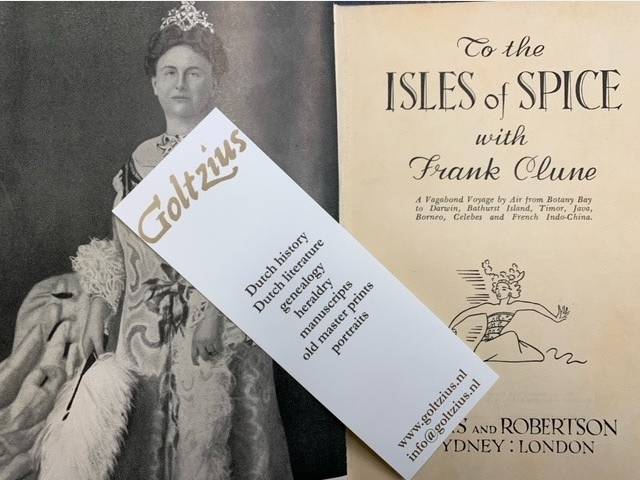 Goltzius
Dutch history
Dutch literature
genealogy
heraldry
manuscripts
old master prints
portraits
www.goltzius.nl
info@goltzius.nl
To the
ISLES of SPICE
with
Frank Clune
A Vagabond Voyage by Air from Botany Bay
to Darwin, Bathurst Island, Timor, Java,
Borneo, Celebes and French Indo-China.
S AND ROBERTSON
YDNEY : LONDON